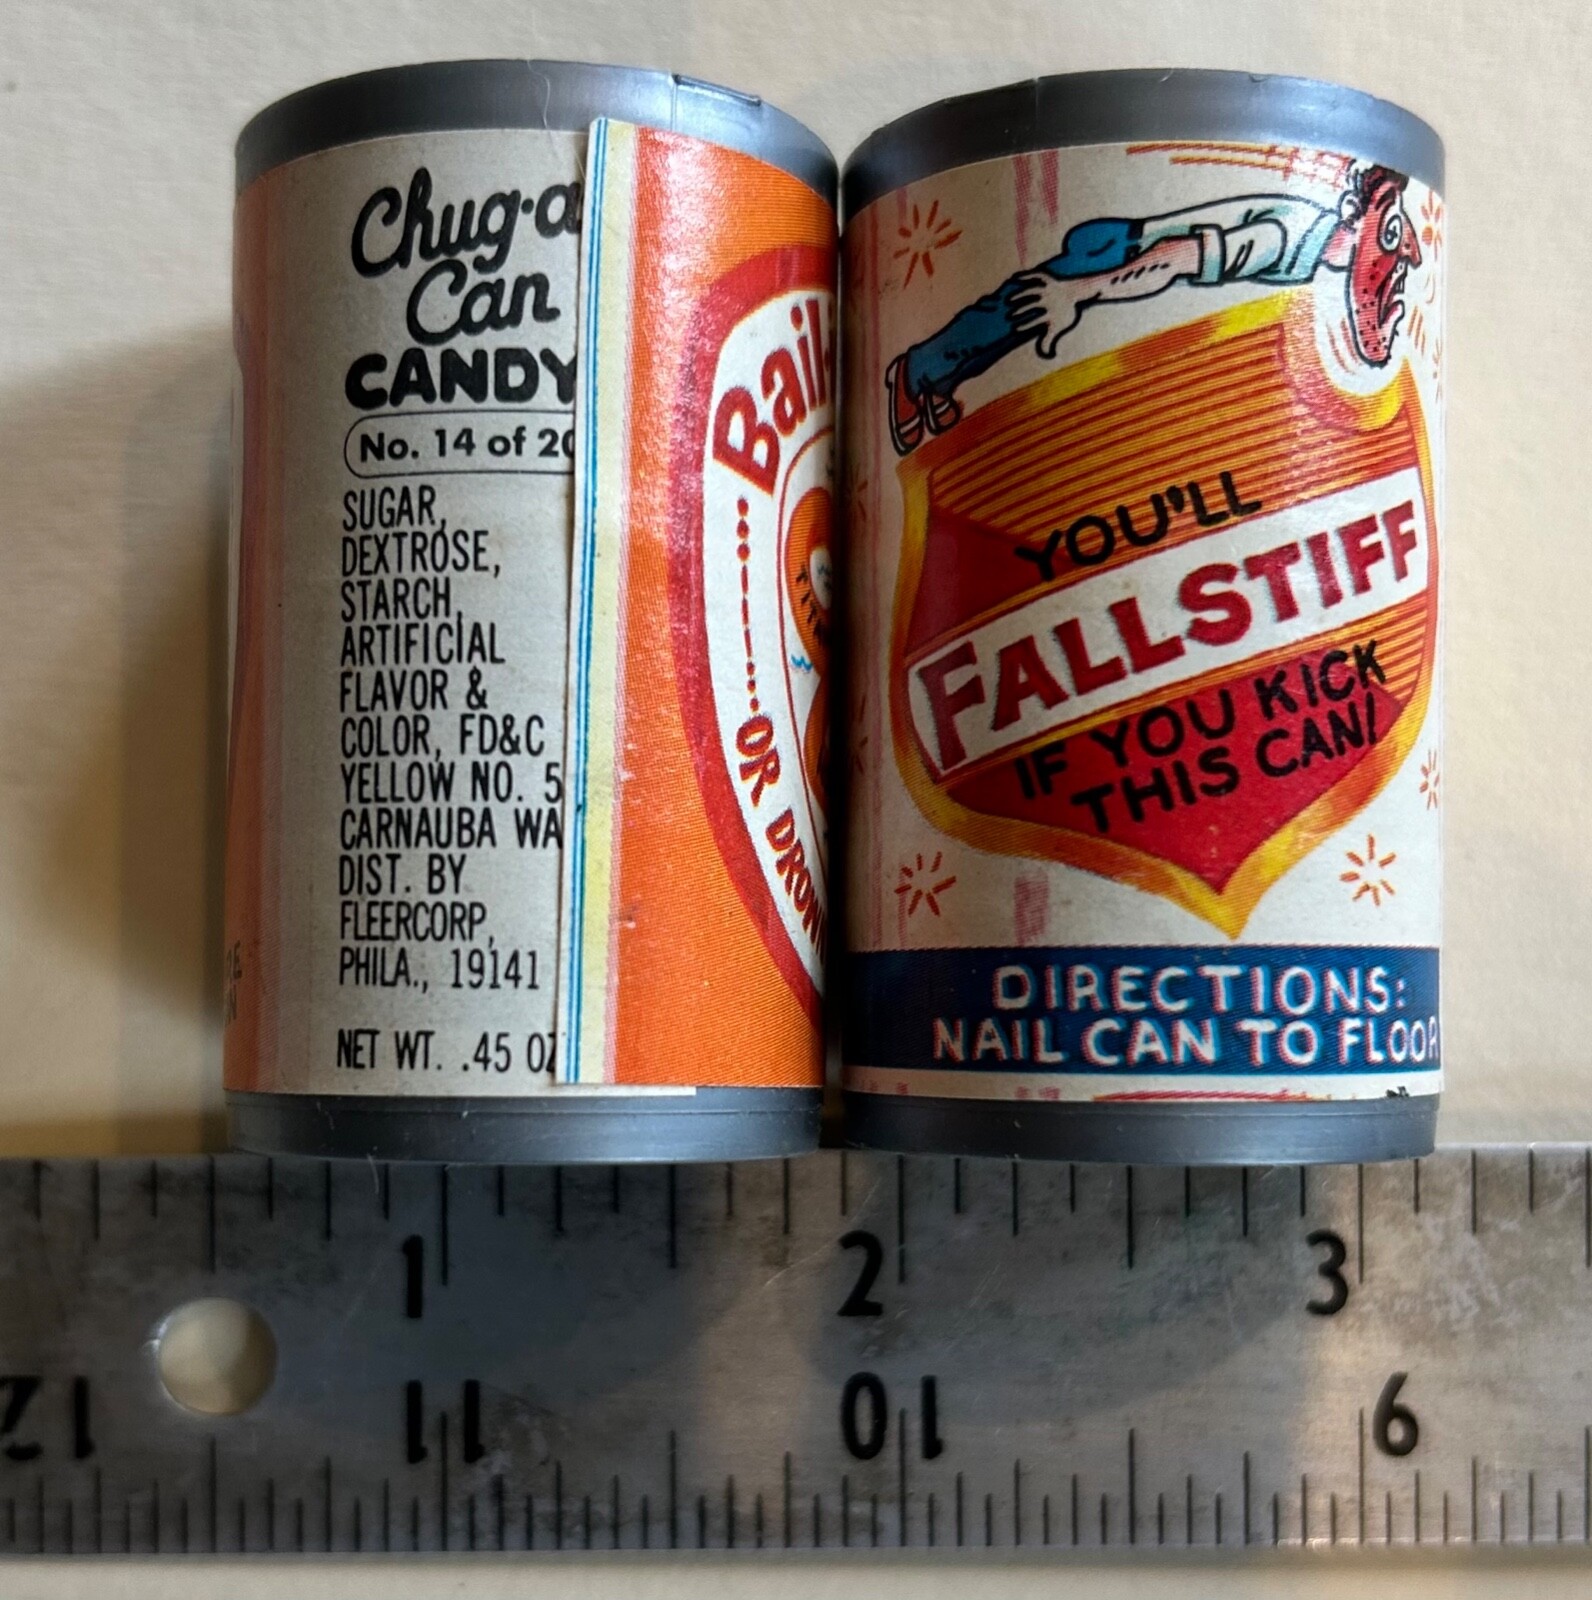 Chug-a
Can
CANDY
No. 14 of 20
SUGAR,
DEXTROSE,
STARCH,
ARTIFICIAL
FLAVOR &
COLOR, FD&C
YELLOW NO. 5
CARNAUBA WA
DIST. BY
FLEERCORP,
PHILA., 19141
NET WT. .45 OZ
Bail-
OR DROWN
YOU'LL
FALLSTIFF
IF YOU KICK
THIS CAN!
DIRECTIONS:
NAIL CAN TO FLOOR
1 2 3
12 11 10 9